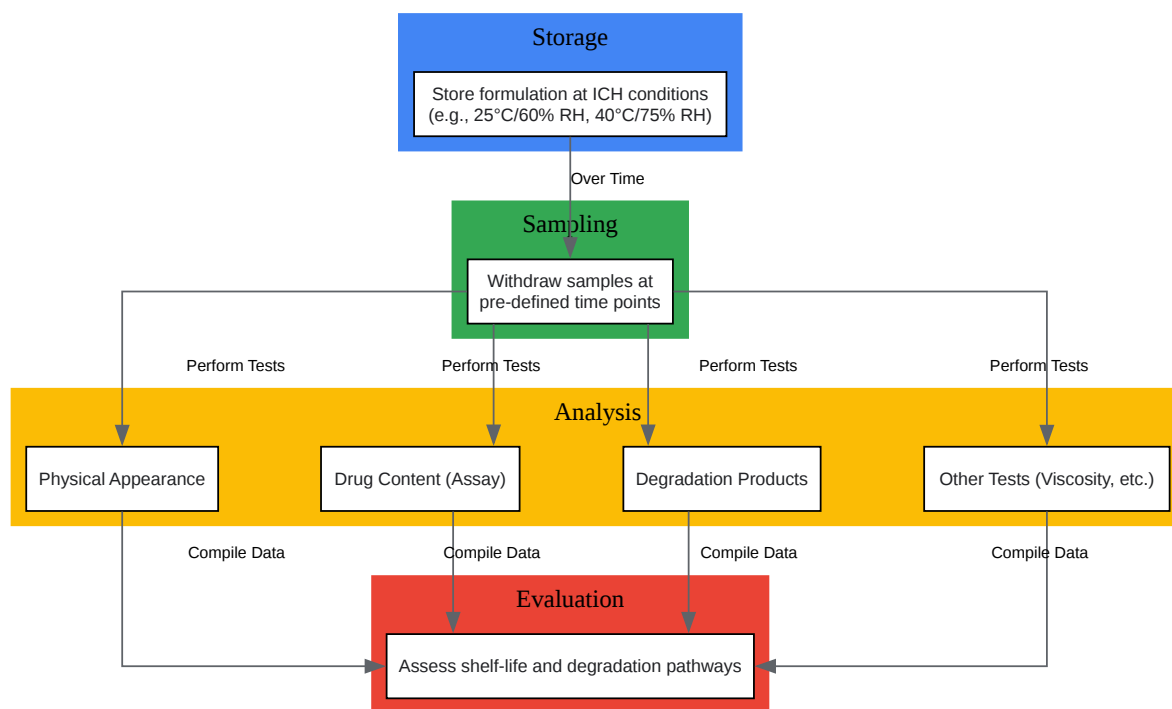 Storage
Store formulation at ICH conditions
(e.g., 25°C/60% RH, 40°C/75% RH)
Over Time
Sampling
Withdraw samples at
pre-defined time points
Perform Tests
Perform Tests
Perform Tests
Perform Tests
Analysis
Physical Appearance
Drug Content (Assay)
Degradation Products
Other Tests (Viscosity, etc.)
Compile Data
Compile Data
Compile Data
Compile Data
Evaluation
Assess shelf-life and degradation pathways